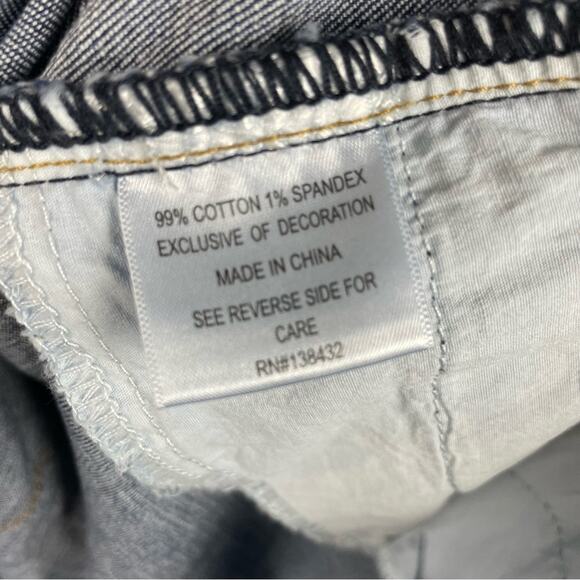 99% COTTON 1% SPANDEX
EXCLUSIVE OF DECORATION
MADE IN CHINA
SEE REVERSE SIDE FOR
CARE
RN#138432